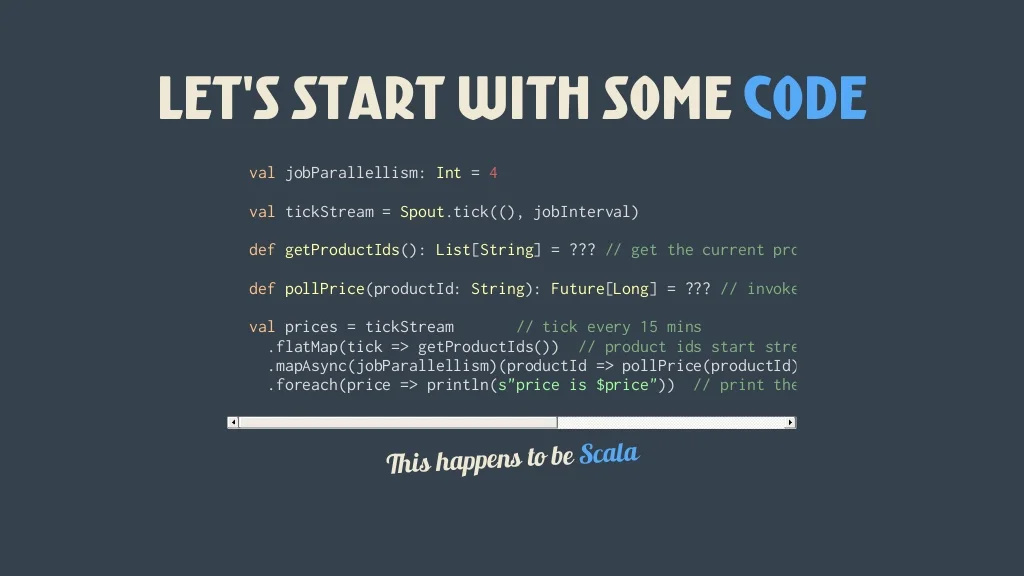 LET'S START WITH SOME CODE
val jobParallellism: Int = 4
val tickStream = Spout.tick((), jobInterval)
def getProductIds(): List[String] = ??? // get the current pro
def pollPrice(productId: String): Future[Long] = ??? // invoke
val prices = tickStream // tick every 15 mins
.flatMap(tick => getProductIds()) // product ids start stre
.mapAsync(jobParallellism)(productId => pollPrice(productId)
.foreach(price => println(s"price is $price")) // print the
This happens to be Scala